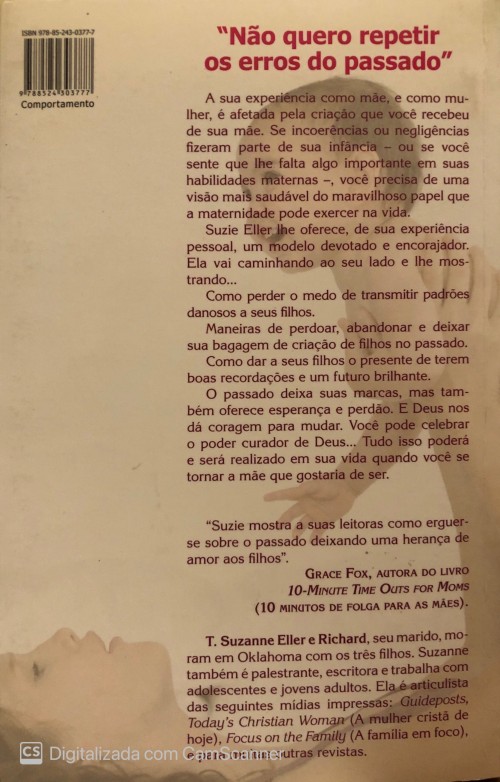 ISBN 978-85-243-0377-7
9 788524 303777
Comportamento
“Não quero repetir
os erros do passado”
A sua experiência como mãe, e como mu-
lher, é afetada pela criação que você recebeu
de sua mãe. Se incoerências ou negligências
fizeram parte de sua infância – ou se você
sente que lhe falta algo importante em suas
habilidades maternas –, você precisa de uma
visão mais saudável do maravilhoso papel que
a maternidade pode exercer na vida.
Suzie Eller lhe oferece, de sua experiência
pessoal, um modelo devotado e encorajador.
Ela vai caminhando ao seu lado e lhe mos-
trando...
Como perder o medo de transmitir padrões
danosos a seus filhos.
Maneiras de perdoar, abandonar e deixar
sua bagagem de criação de filhos no passado.
Como dar a seus filhos o presente de terem
boas recordações e um futuro brilhante.
O passado deixa suas marcas, mas tam-
bém oferece esperança e perdão. E Deus nos
dá coragem para mudar. Você pode celebrar
o poder curador de Deus... Tudo isso poderá
e será realizado em sua vida quando você se
tornar a mãe que gostaria de ser.
“Suzie mostra a suas leitoras como erguer-
se sobre o passado deixando uma herança de
amor aos filhos”.
Grace Fox, autora do livro
10-Minute Time Outs for Moms
(10 minutos de folga para as mães).
T. Suzanne Eller e Richard, seu marido, mo-
ram em Oklahoma com os três filhos. Suzanne
também é palestrante, escritora e trabalha com
adolescentes e jovens adultos. Ela é articulista
das seguintes mídias impressas: Guideposts,
Today's Christian Woman (A mulher cristã de
hoje), Focus on the Family (A família em foco),
e para outras revistas.
CS Digitalizada com CamScanner